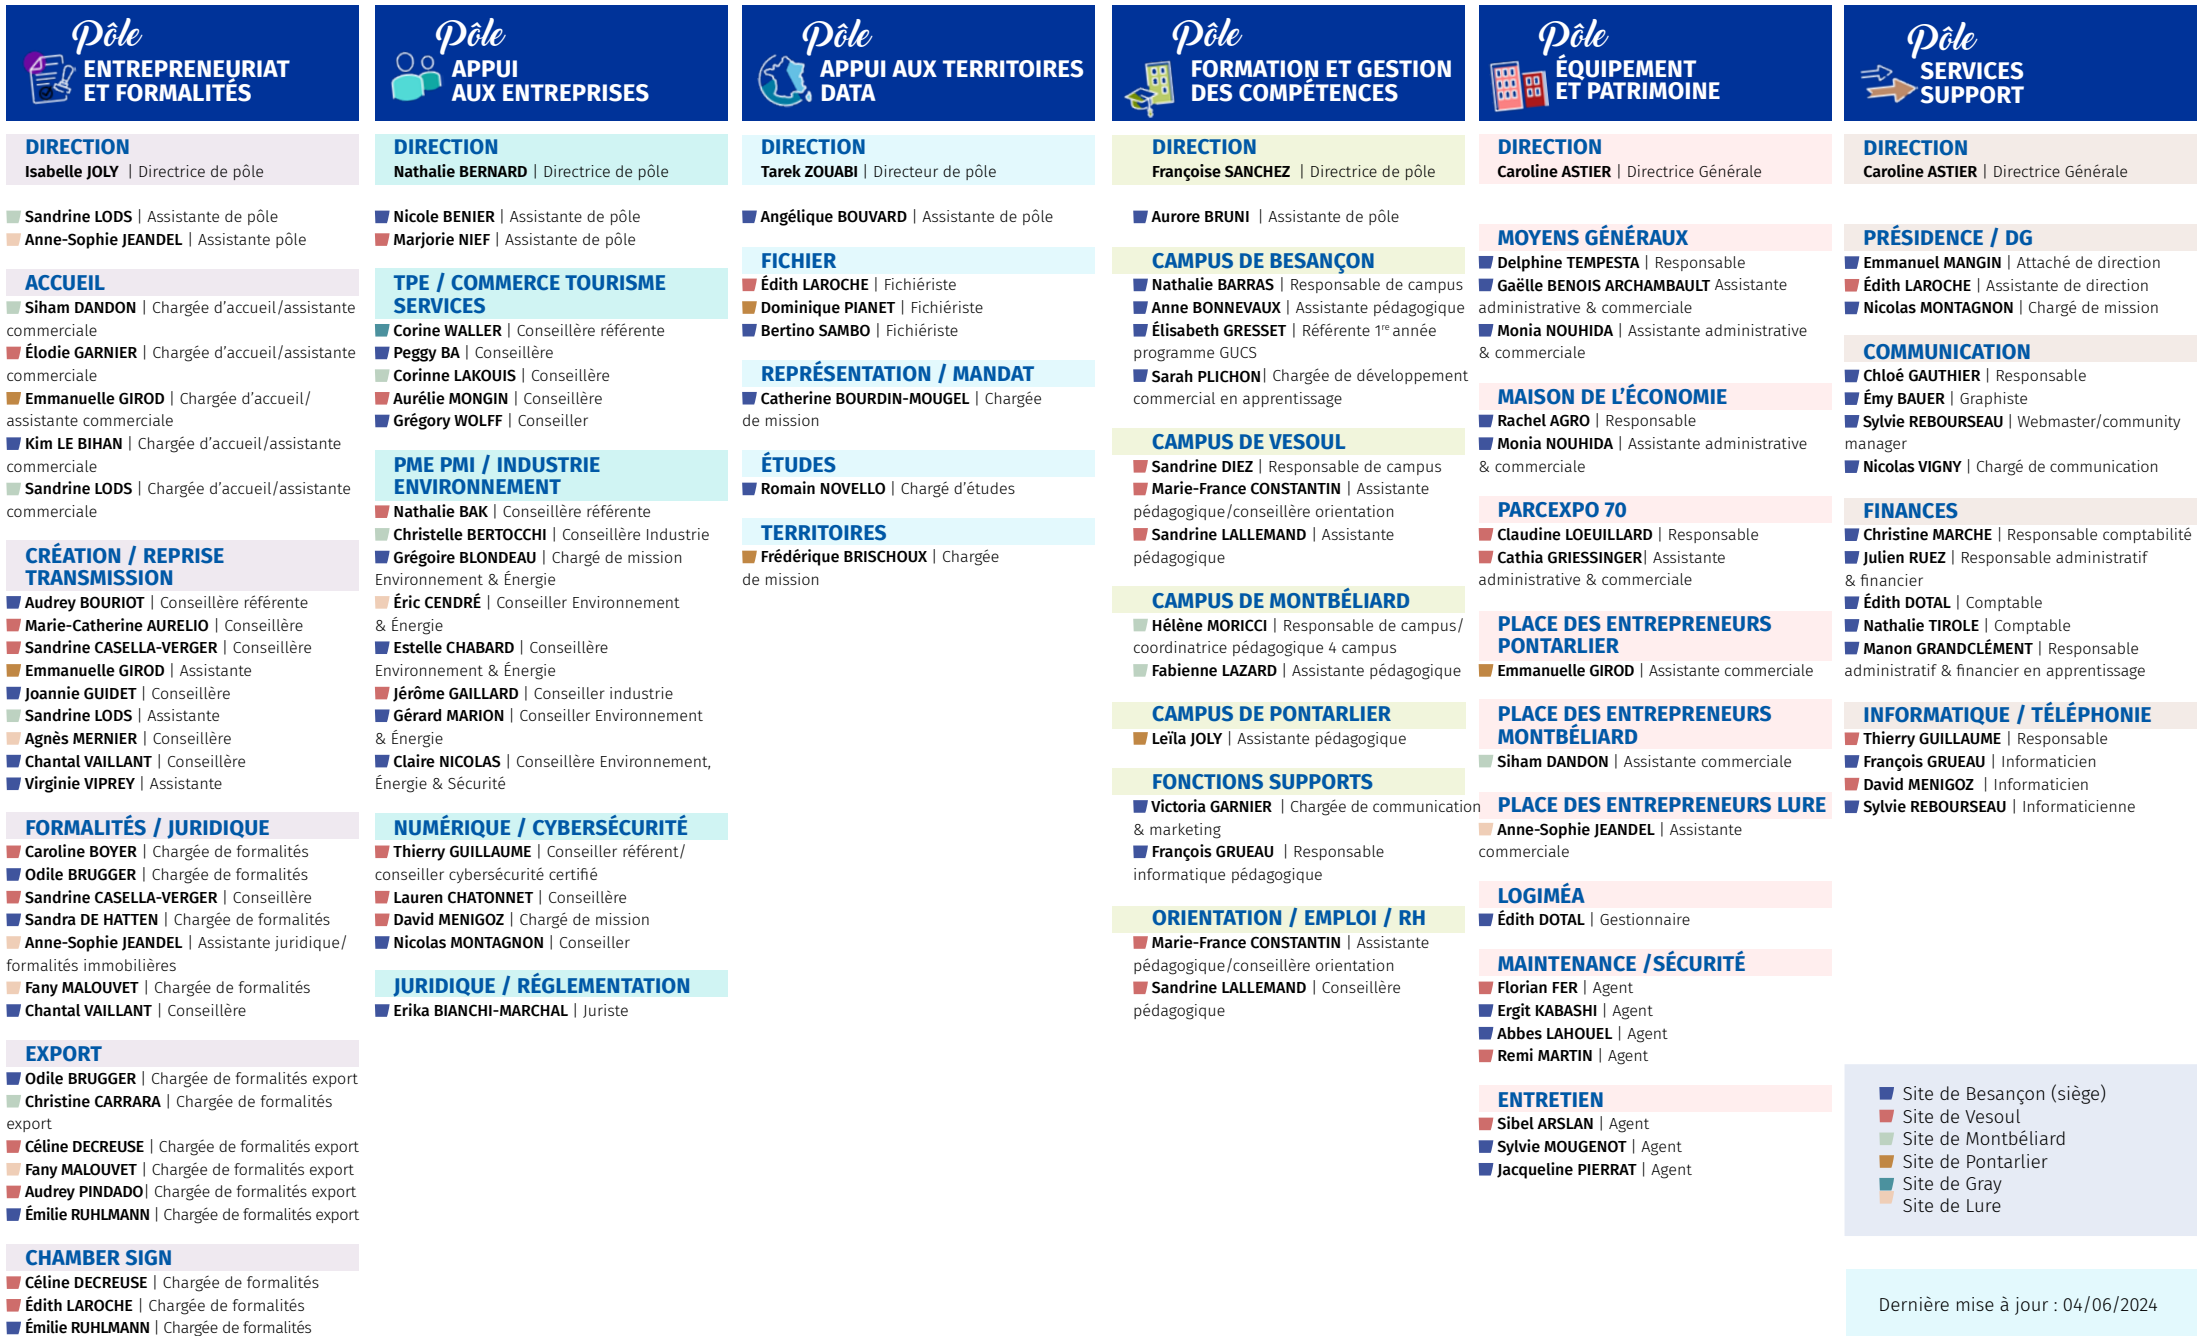 Pôle
ENTREPRENEURIAT
ET FORMALITÉS
DIRECTION
Isabelle JOLY | Directrice de pôle
Sandrine LODS | Assistante de pôle
Anne-Sophie JEANDEL | Assistante pôle
ACCUEIL
Siham DANDON | Chargée d’accueil/assistante
commerciale
Élodie GARNIER | Chargée d’accueil/assistante
commerciale
Emmanuelle GIROD | Chargée d’accueil/
assistante commerciale
Kim LE BIHAN | Chargée d’accueil/assistante
commerciale
Sandrine LODS | Chargée d’accueil/assistante
commerciale
CRÉATION / REPRISE
TRANSMISSION
Audrey BOURIOT | Conseillère référente
Marie-Catherine AURELIO | Conseillère
Sandrine CASELLA-VERGER | Conseillère
Emmanuelle GIROD | Assistante
Joannie GUIDET | Conseillère
Sandrine LODS | Assistante
Agnès MERNIER | Conseillère
Chantal VAILLANT | Conseillère
Virginie VIPREY | Assistante
FORMALITÉS / JURIDIQUE
Caroline BOYER | Chargée de formalités
Odile BRUGGER | Chargée de formalités
Sandrine CASELLA-VERGER | Conseillère
Sandra DE HATTEN | Chargée de formalités
Anne-Sophie JEANDEL | Assistante juridique/
formalités immobilières
Fany MALOUVET | Chargée de formalités
Chantal VAILLANT | Conseillère
EXPORT
Odile BRUGGER | Chargée de formalités export
Christine CARRARA | Chargée de formalités
export
Céline DECREUSE | Chargée de formalités export
Fany MALOUVET | Chargée de formalités export
Audrey PINDADO| Chargée de formalités export
Émilie RUHLMANN | Chargée de formalités export
CHAMBER SIGN
Céline DECREUSE | Chargée de formalités
Édith LAROCHE | Chargée de formalités
Émilie RUHLMANN | Chargée de formalités
Pôle
APPUI
AUX ENTREPRISES
DIRECTION
Nathalie BERNARD | Directrice de pôle
Nicole BENIER | Assistante de pôle
Marjorie NIEF | Assistante de pôle
TPE / COMMERCE TOURISME
SERVICES
Corine WALLER | Conseillère référente
Peggy BA | Conseillère
Corinne LAKOUIS | Conseillère
Aurélie MONGIN | Conseillère
Grégory WOLFF | Conseiller
PME PMI / INDUSTRIE
ENVIRONNEMENT
Nathalie BAK | Conseillère référente
Christelle BERTOCCHI | Conseillère Industrie
Grégoire BLONDEAU | Chargé de mission
Environnement & Énergie
Éric CENDRÉ | Conseiller Environnement
& Énergie
Estelle CHABARD | Conseillère
Environnement & Énergie
Jérôme GAILLARD | Conseiller industrie
Gérard MARION | Conseiller Environnement
& Énergie
Claire NICOLAS | Conseillère Environnement,
Énergie & Sécurité
NUMÉRIQUE / CYBERSÉCURITÉ
Thierry GUILLAUME | Conseiller référent/
conseiller cybersécurité certifié
Lauren CHATONNET | Conseillère
David MENIGOZ | Chargé de mission
Nicolas MONTAGNON | Conseiller
JURIDIQUE / RÉGLEMENTATION
Erika BIANCHI-MARCHAL | Juriste
Pôle
APPUI AUX TERRITOIRES
DATA
DIRECTION
Tarek ZOUABI | Directeur de pôle
Angélique BOUVARD | Assistante de pôle
FICHIER
Édith LAROCHE | Fichiériste
Dominique PIANET | Fichiériste
Bertino SAMBO | Fichiériste
REPRÉSENTATION / MANDAT
Catherine BOURDIN-MOUGEL | Chargée
de mission
ÉTUDES
Romain NOVELLO | Chargé d’études
TERRITOIRES
Frédérique BRISCHOUX | Chargée
de mission
Pôle
FORMATION ET GESTION
DES COMPÉTENCES
DIRECTION
Françoise SANCHEZ | Directrice de pôle
Aurore BRUNI | Assistante de pôle
CAMPUS DE BESANÇON
Nathalie BARRAS | Responsable de campus
Anne BONNEVAUX | Assistante pédagogique
Élisabeth GRESSET | Référente 1re année
programme GUCS
Sarah PLICHON| Chargée de développement
commercial en apprentissage
CAMPUS DE VESOUL
Sandrine DIEZ | Responsable de campus
Marie-France CONSTANTIN | Assistante
pédagogique/conseillère orientation
Sandrine LALLEMAND | Assistante
pédagogique
CAMPUS DE MONTBÉLIARD
Hélène MORICCI | Responsable de campus/
coordinatrice pédagogique 4 campus
Fabienne LAZARD | Assistante pédagogique
CAMPUS DE PONTARLIER
Leïla JOLY | Assistante pédagogique
FONCTIONS SUPPORTS
Victoria GARNIER | Chargée de communication
& marketing
François GRUEAU | Responsable
informatique pédagogique
ORIENTATION / EMPLOI / RH
Marie-France CONSTANTIN | Assistante
pédagogique/conseillère orientation
Sandrine LALLEMAND | Conseillère
pédagogique
Pôle
ÉQUIPEMENT
ET PATRIMOINE
DIRECTION
Caroline ASTIER | Directrice Générale
MOYENS GÉNÉRAUX
Delphine TEMPESTA | Responsable
Gaëlle BENOIS ARCHAMBAULT Assistante
administrative & commerciale
Monia NOUHIDA | Assistante administrative
& commerciale
MAISON DE L’ÉCONOMIE
Rachel AGRO | Responsable
Monia NOUHIDA | Assistante administrative
& commerciale
PARCEXPO 70
Claudine LOEUILLARD | Responsable
Cathia GRIESSINGER| Assistante
administrative & commerciale
PLACE DES ENTREPRENEURS
PONTARLIER
Emmanuelle GIROD | Assistante commerciale
PLACE DES ENTREPRENEURS
MONTBÉLIARD
Siham DANDON | Assistante commerciale
PLACE DES ENTREPRENEURS LURE
Anne-Sophie JEANDEL | Assistante
commerciale
LOGIMÉA
Édith DOTAL | Gestionnaire
MAINTENANCE /SÉCURITÉ
Florian FER | Agent
Ergit KABASHI | Agent
Abbes LAHOUEL | Agent
Remi MARTIN | Agent
ENTRETIEN
Sibel ARSLAN | Agent
Sylvie MOUGENOT | Agent
Jacqueline PIERRAT | Agent
Pôle
SERVICES
SUPPORT
DIRECTION
Caroline ASTIER | Directrice Générale
PRÉSIDENCE / DG
Emmanuel MANGIN | Attaché de direction
Édith LAROCHE | Assistante de direction
Nicolas MONTAGNON | Chargé de mission
COMMUNICATION
Chloé GAUTHIER | Responsable
Émy BAUER | Graphiste
Sylvie REBOURSEAU | Webmaster/community
manager
Nicolas VIGNY | Chargé de communication
FINANCES
Christine MARCHE | Responsable comptabilité
Julien RUEZ | Responsable administratif
& financier
Édith DOTAL | Comptable
Nathalie TIROLE | Comptable
Manon GRANDCLÉMENT | Responsable
administratif & financier en apprentissage
INFORMATIQUE / TÉLÉPHONIE
Thierry GUILLAUME | Responsable
François GRUEAU | Informaticien
David MENIGOZ | Informaticien
Sylvie REBOURSEAU | Informaticienne
Site de Besançon (siège)
Site de Vesoul
Site de Montbéliard
Site de Pontarlier
Site de Gray
Site de Lure
Dernière mise à jour : 04/06/2024